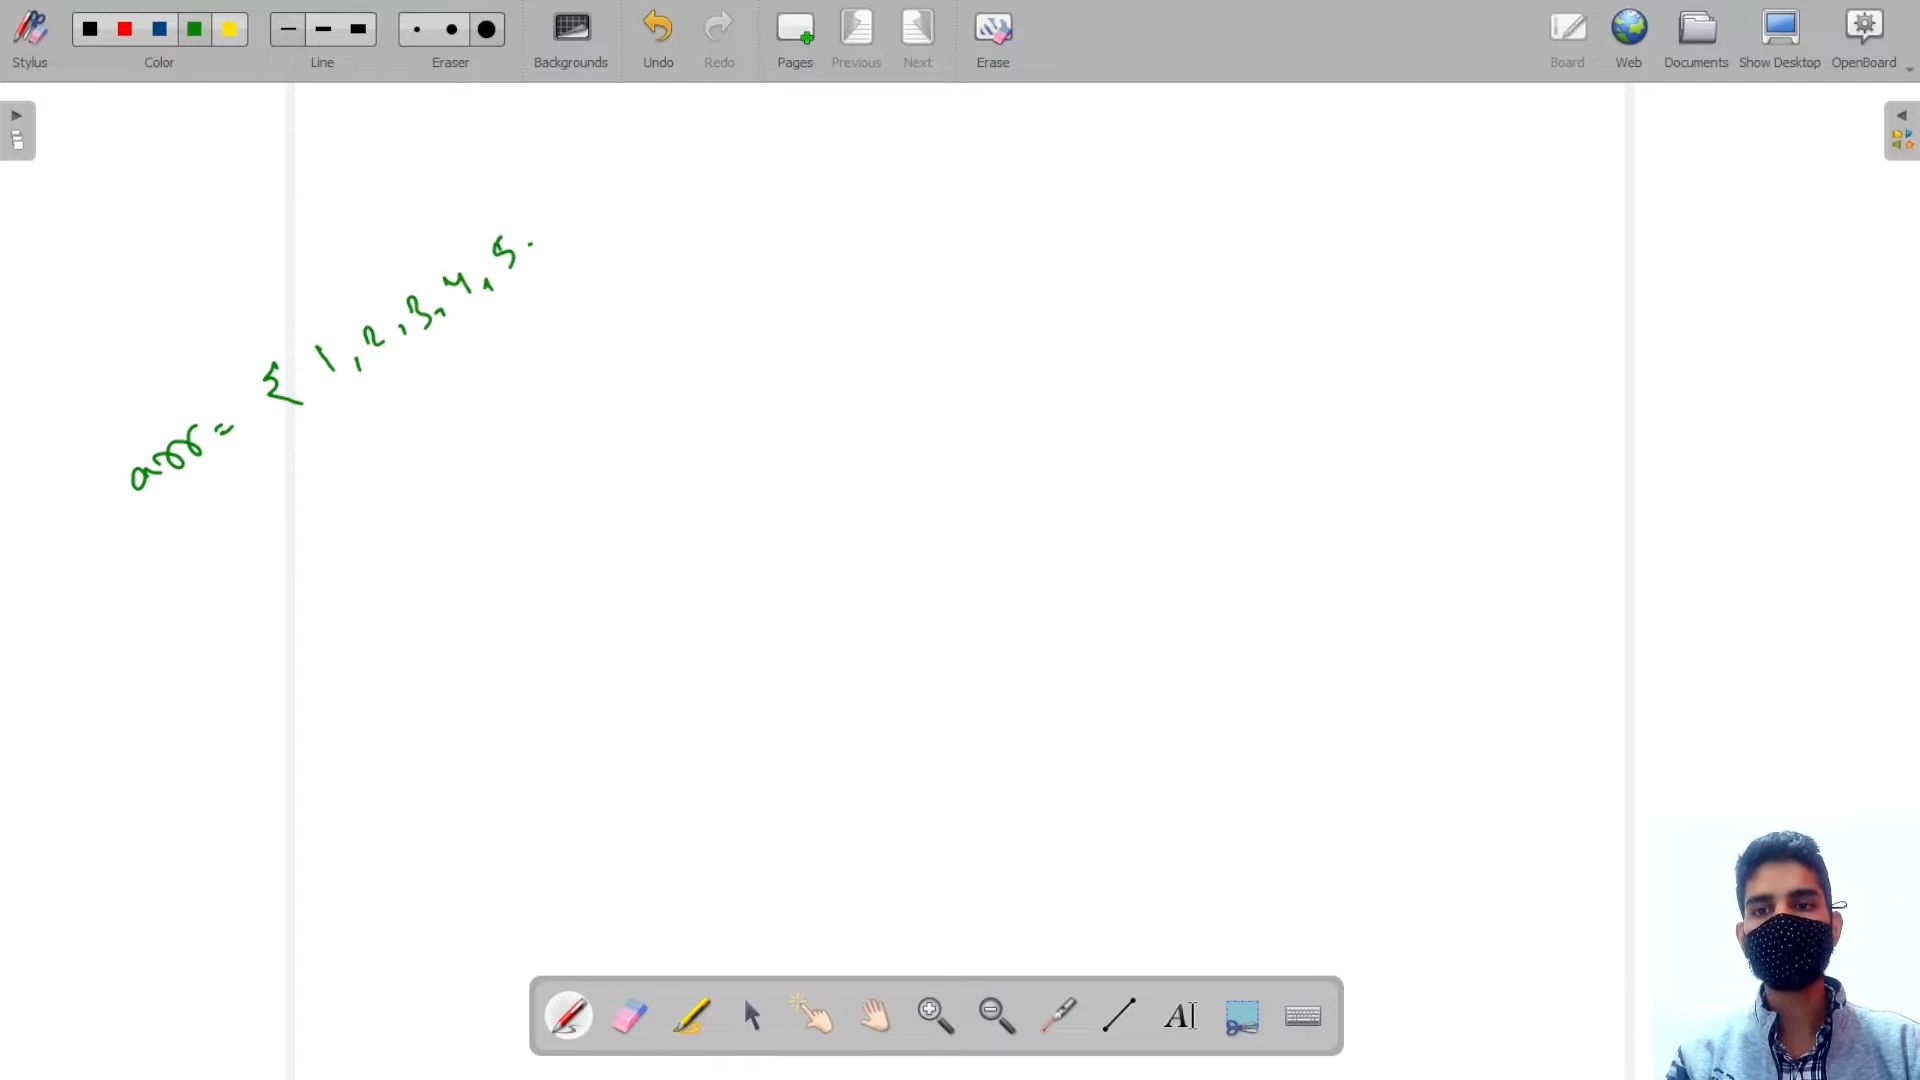 Stylus Color Line Eraser Backgrounds Undo Redo Pages Previous Next Erase Board Web Documents Show Desktop OpenBoard
arr = { 1, 2, 3, 4, 5.
A